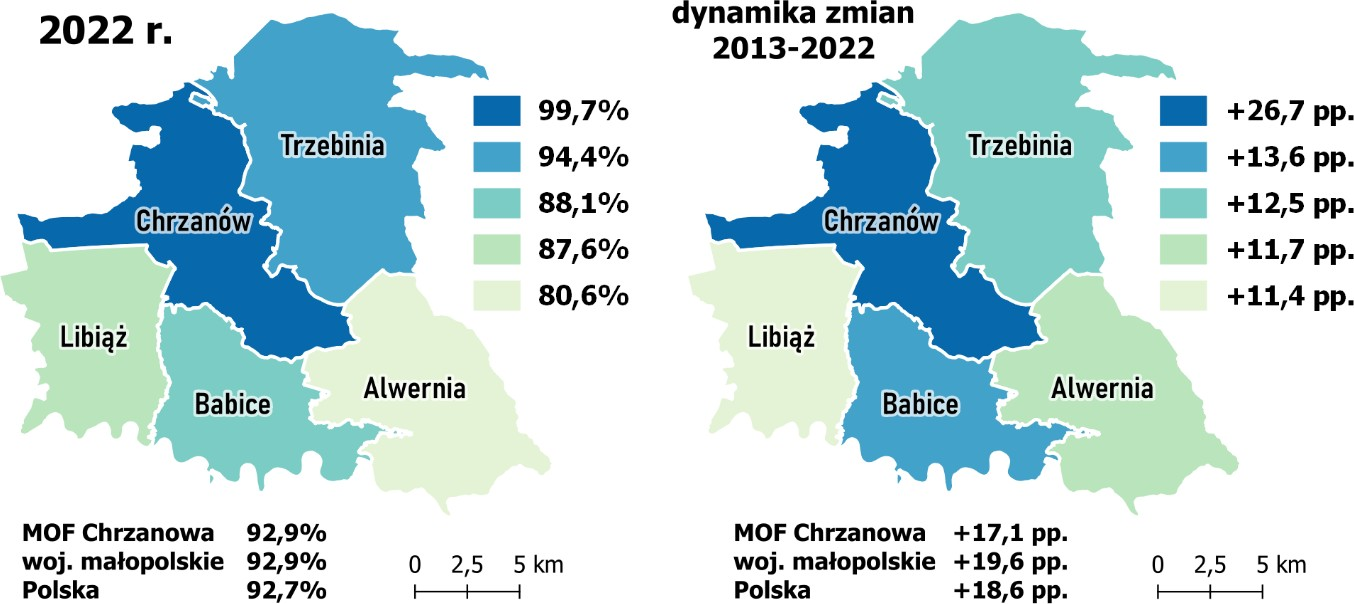 2022 r.
99,7%
94,4%
88,1%
87,6%
80,6%
Trzebinia
Chrzanów
Libiąż
Babice
Alwernia
MOF Chrzanowa 92,9%
woj. małopolskie 92,9%
Polska 92,7%
0 2,5 5 km
dynamika zmian
2013-2022
+26,7 pp.
+13,6 pp.
+12,5 pp.
+11,7 pp.
+11,4 pp.
Trzebinia
Chrzanów
Libiąż
Babice
Alwernia
MOF Chrzanowa +17,1 pp.
woj. małopolskie +19,6 pp.
Polska +18,6 pp.
0 2,5 5 km